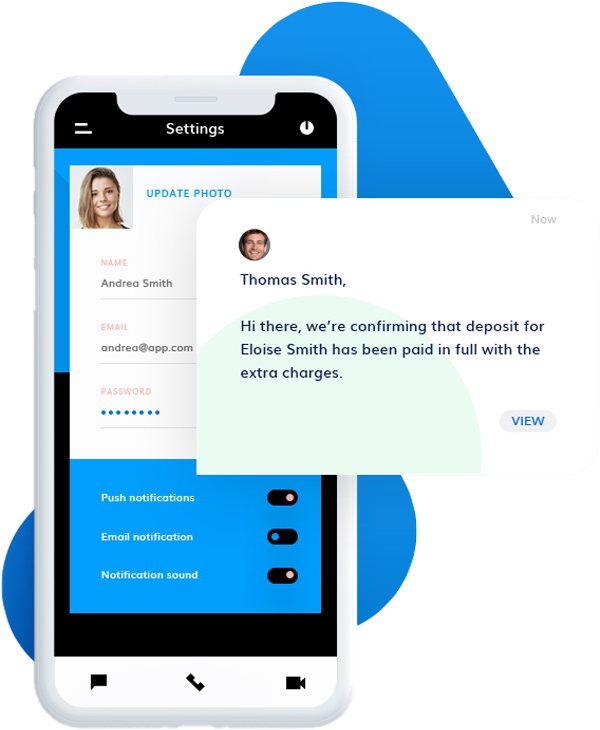 Settings
UPDATE PHOTO
NAME
Andrea Smith
EMAIL
andrea@app.com
PASSWORD
Now
Thomas Smith,
Hi there, we’re confirming that deposit for
Eloise Smith has been paid in full with the
extra charges.
VIEW
Push notifications
Email notification
Notification sound